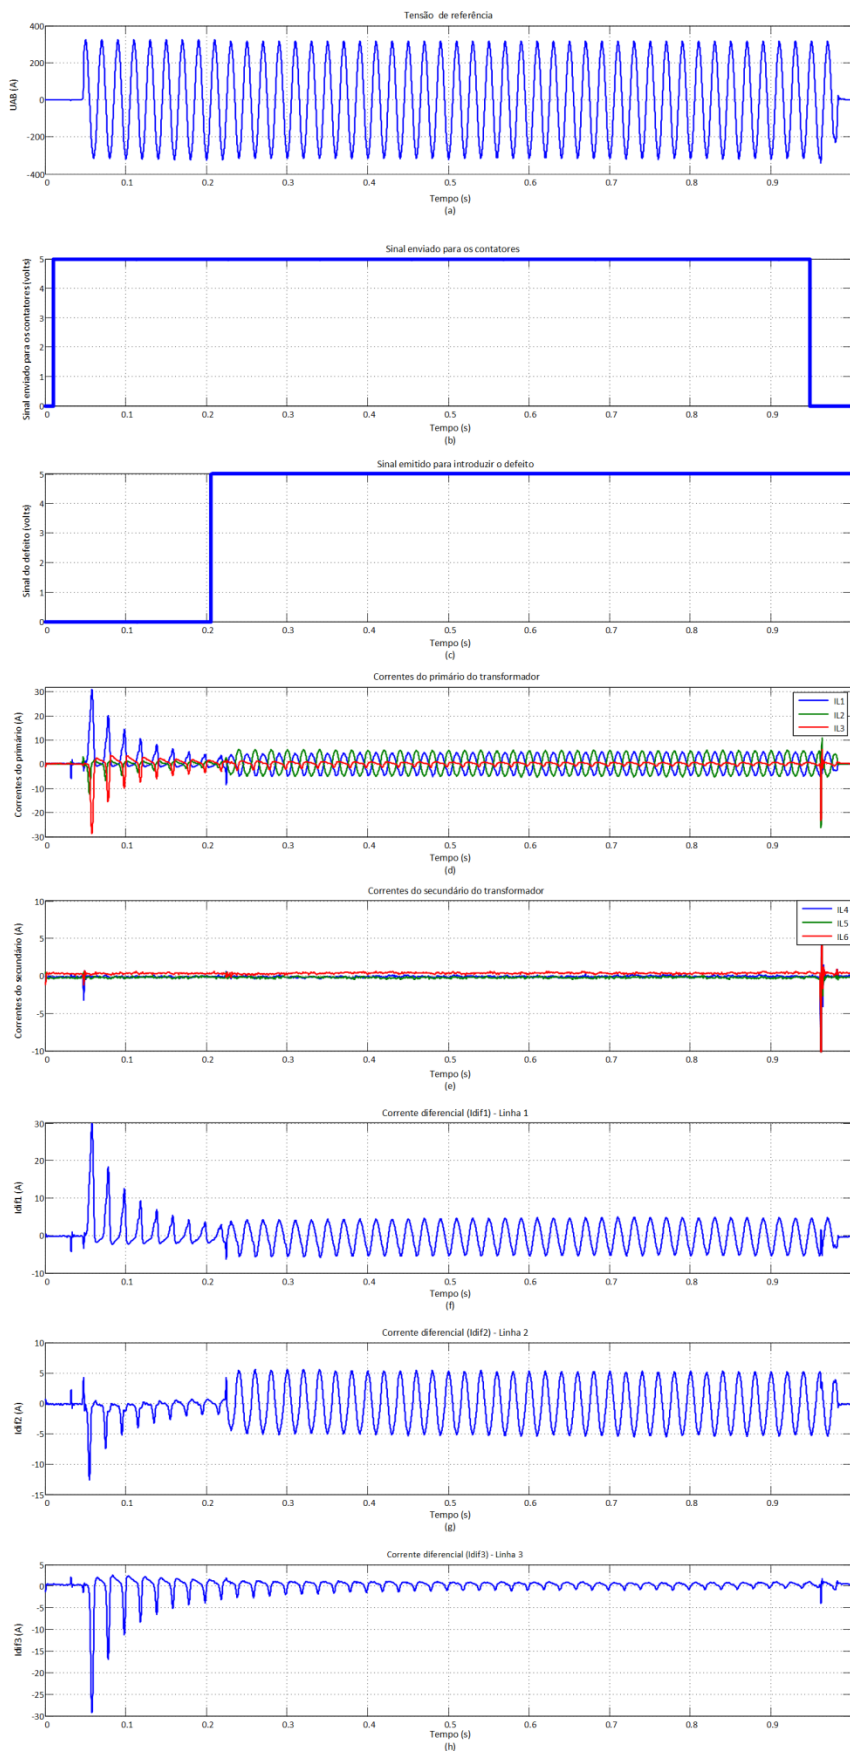 Tensão de referência
400
200
0
-200
-400
UAB (A)
0 0.1 0.2 0.3 0.4 0.5 0.6 0.7 0.8 0.9
Tempo (s)
(a)
Sinal enviado para os contatores
5
4
3
2
1
0
Sinal enviado para os contatores (volts)
0 0.1 0.2 0.3 0.4 0.5 0.6 0.7 0.8 0.9
Tempo (s)
(b)
Sinal emitido para introduzir o defeito
5
4
3
2
1
0
Sinal do defeito (volts)
0 0.1 0.2 0.3 0.4 0.5 0.6 0.7 0.8 0.9
Tempo (s)
(c)
Correntes do primário do transformador
30
20
10
0
-10
-20
-30
Correntes do primário (A)
IL1
IL2
IL3
0 0.1 0.2 0.3 0.4 0.5 0.6 0.7 0.8 0.9
Tempo (s)
(d)
Correntes do secundário do transformador
10
5
0
-5
-10
Correntes do secundário (A)
IL4
IL5
IL6
0 0.1 0.2 0.3 0.4 0.5 0.6 0.7 0.8 0.9
Tempo (s)
(e)
Corrente diferencial (Idif1) - Linha 1
30
20
10
0
-10
Idif1 (A)
0 0.1 0.2 0.3 0.4 0.5 0.6 0.7 0.8 0.9
Tempo (s)
(f)
Corrente diferencial (Idif2) - Linha 2
10
5
0
-5
-10
-15
Idif2 (A)
0 0.1 0.2 0.3 0.4 0.5 0.6 0.7 0.8 0.9
Tempo (s)
(g)
Corrente diferencial (Idif3) - Linha 3
5
0
-5
-10
-15
-20
-25
-30
Idif3 (A)
0 0.1 0.2 0.3 0.4 0.5 0.6 0.7 0.8 0.9
Tempo (s)
(h)